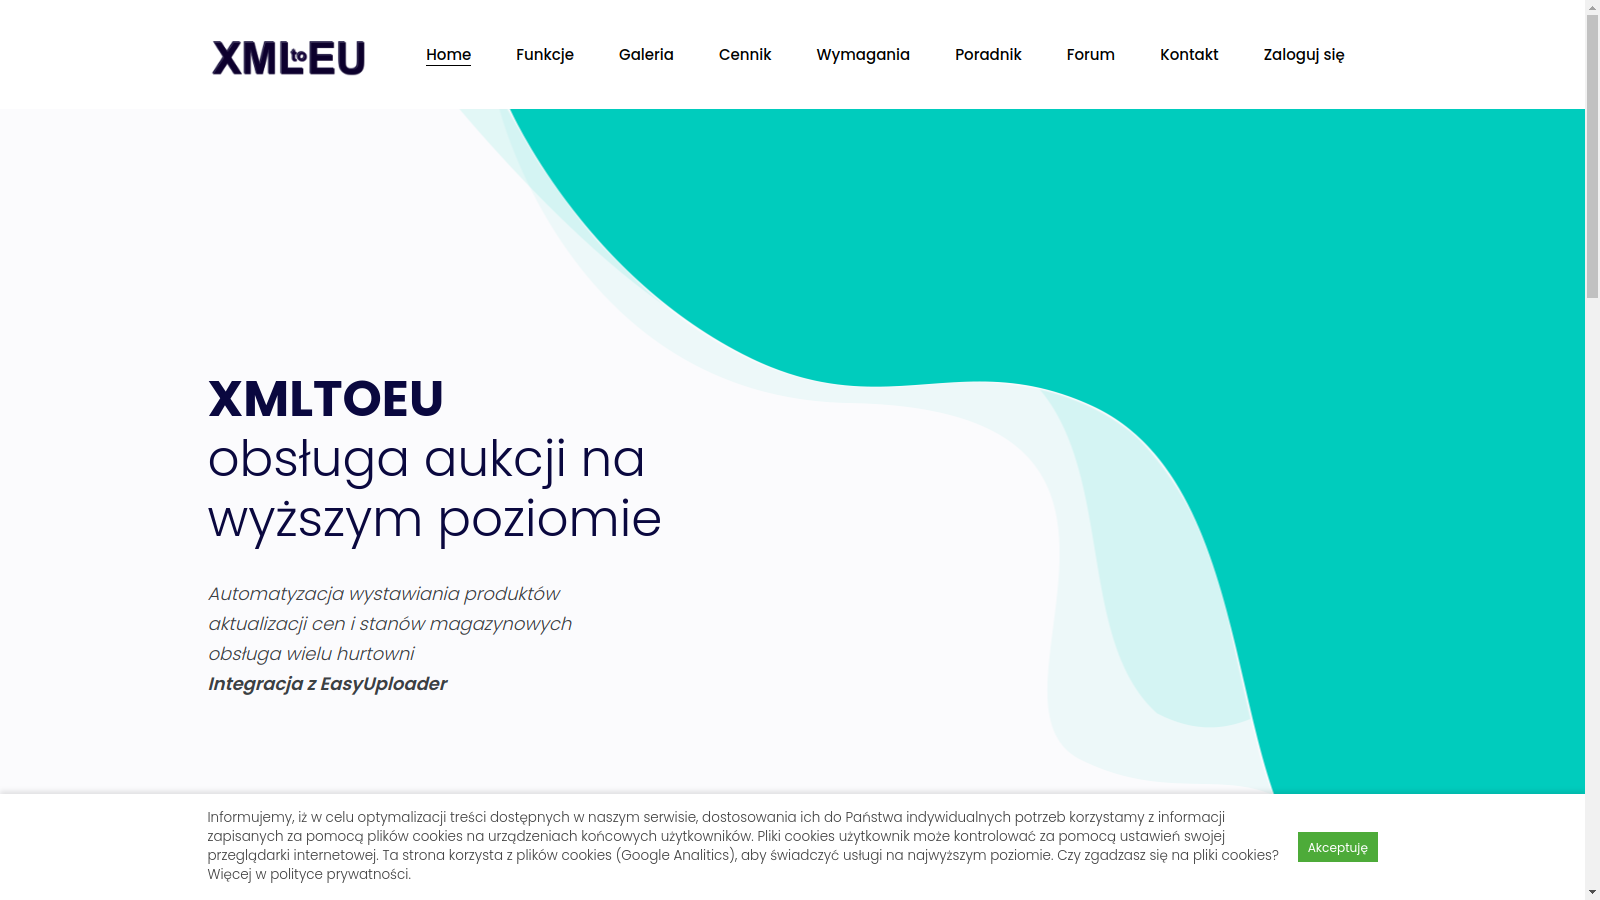 XMLtoEU
Home
Funkcje
Galeria
Cennik
Wymagania
Poradnik
Forum
Kontakt
Zaloguj się
XMLTOEU
obsługa aukcji na
wyższym poziomie
Automatyzacja wystawiania produktów
aktualizacji cen i stanów magazynowych
obsługa wielu hurtowni
Integracja z EasyUploader
Informujemy, iż w celu optymalizacji treści dostępnych w naszym serwisie, dostosowania ich do Państwa indywidualnych potrzeb korzystamy z informacji
zapisanych za pomocą plików cookies na urządzeniach końcowych użytkowników. Pliki cookies użytkownik może kontrolować za pomocą ustawień swojej
przeglądarki internetowej. Ta strona korzysta z plików cookies (Google Analitics), aby świadczyć usługi na najwyższym poziomie. Czy zgadzasz się na pliki cookies?
Więcej w polityce prywatności.
Akceptuję